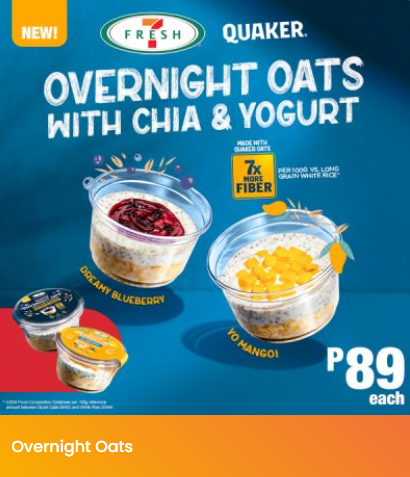 NEW!
7
FRESH
QUAKER.
OVERNIGHT OATS
WITH CHIA & YOGURT
MADE WITH
QUAKER OATS
7x
MORE
FIBER
PER 100G VS. LONG
GRAIN WHITE RICE*
DREAMY BLUEBERRY
YO MANGO!
₱89
each
Overnight Oats